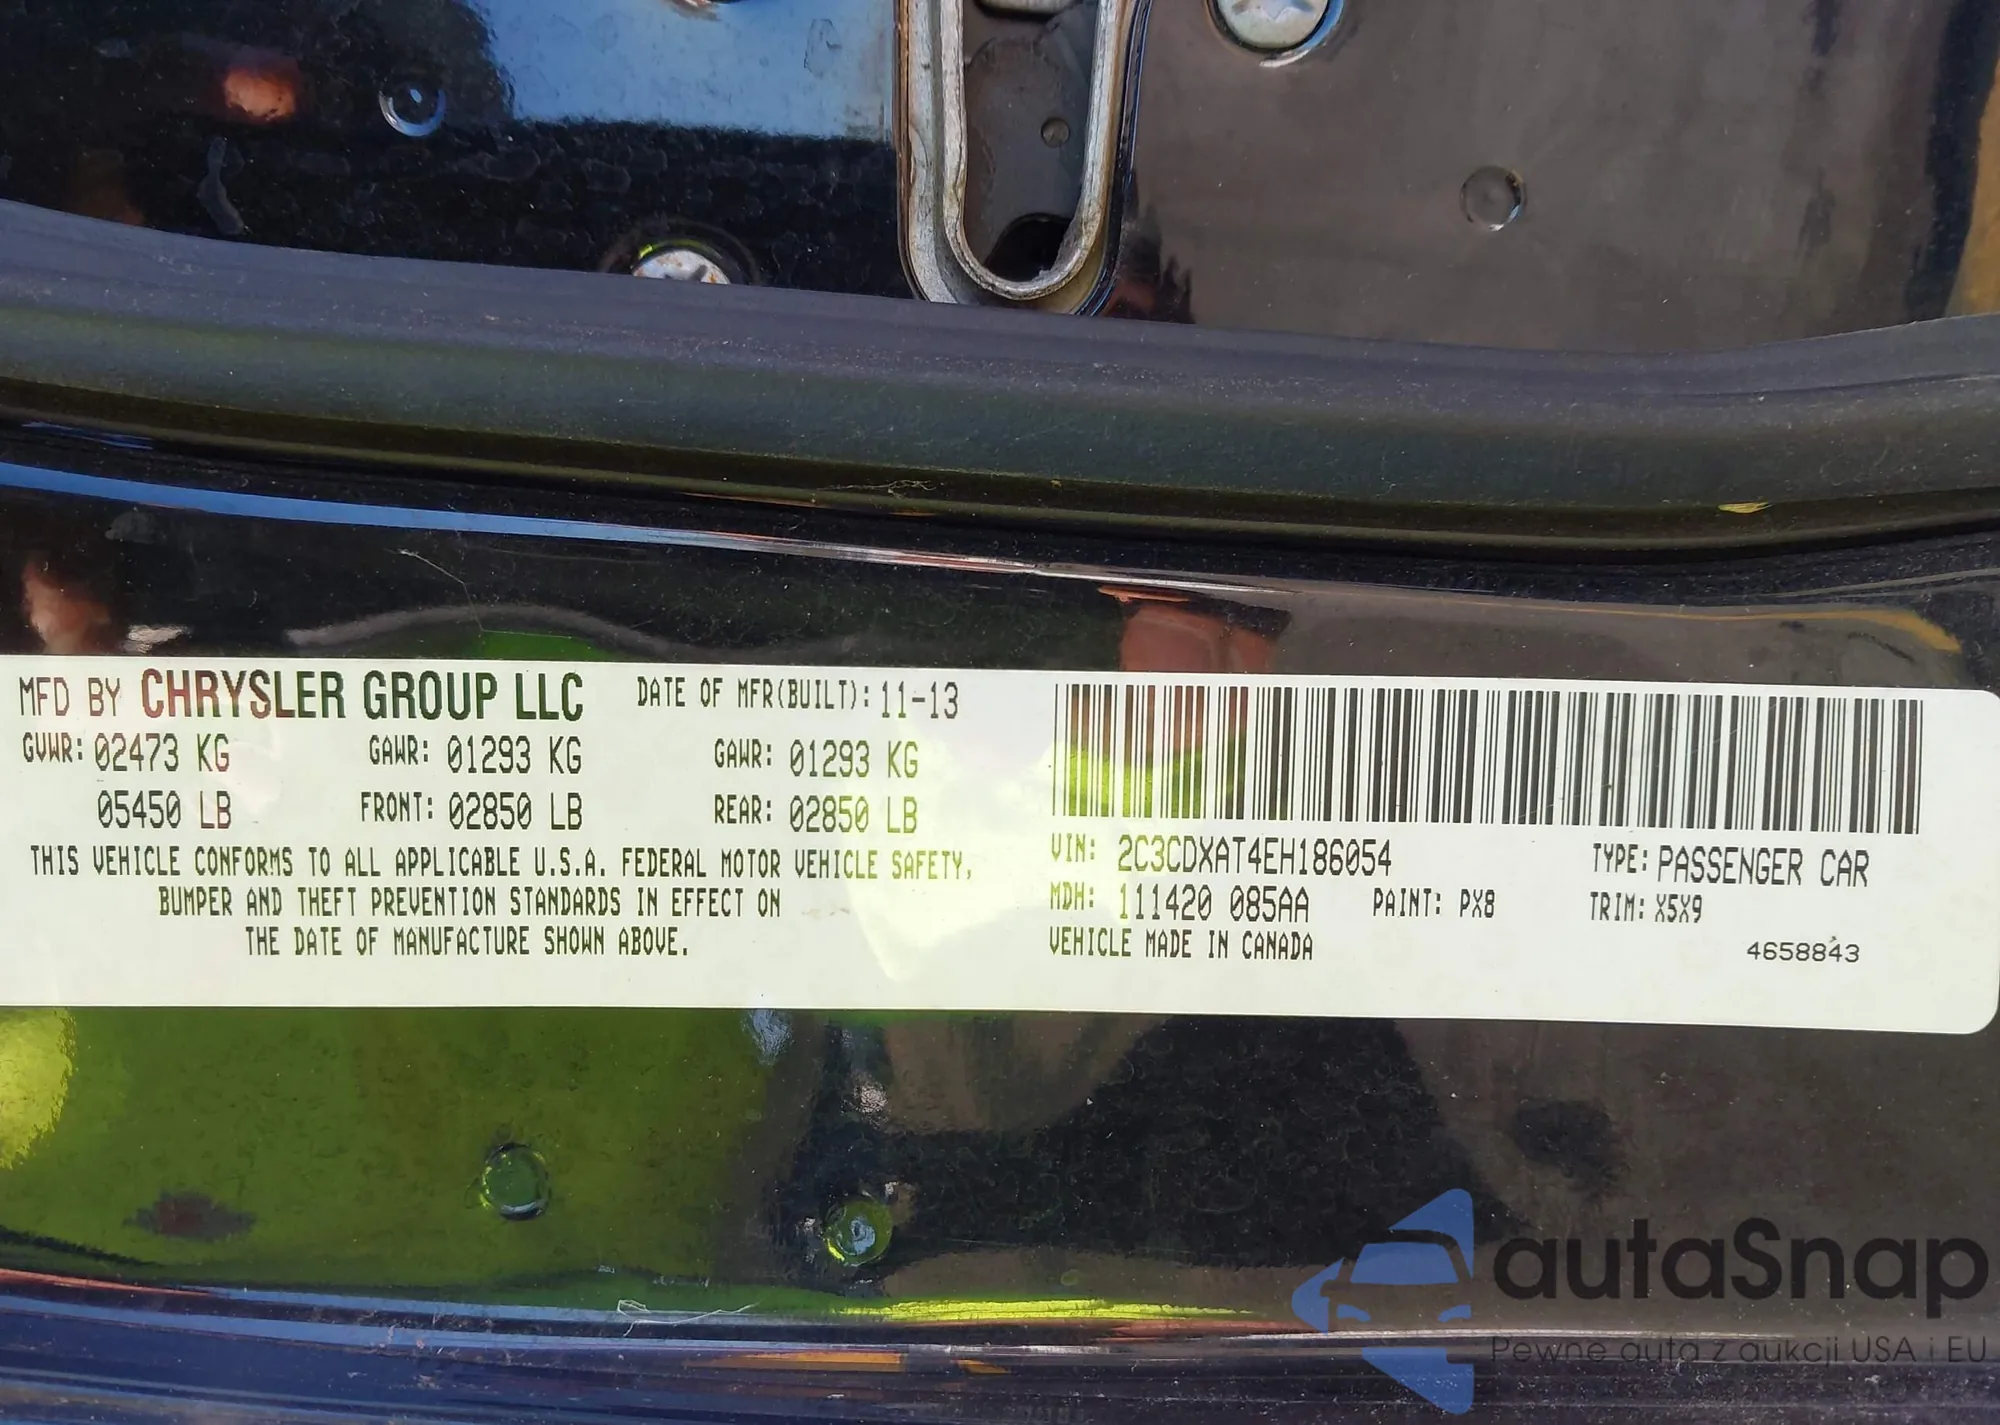 MFD BY CHRYSLER GROUP LLC DATE OF MFR(BUILT): 11-13
GVWR: 02473 KG GAWR: 01293 KG GAWR: 01293 KG
05450 LB FRONT: 02850 LB REAR: 02850 LB
THIS VEHICLE CONFORMS TO ALL APPLICABLE U.S.A. FEDERAL MOTOR VEHICLE SAFETY,
BUMPER AND THEFT PREVENTION STANDARDS IN EFFECT ON
THE DATE OF MANUFACTURE SHOWN ABOVE.
VIN: 2C3CDXAT4EH186054 TYPE: PASSENGER CAR
MDH: 111420 085AA PAINT: PX8 TRIM: X5X9
VEHICLE MADE IN CANADA 4658843
autaSnap
Pewne auta z aukcji USA i EU